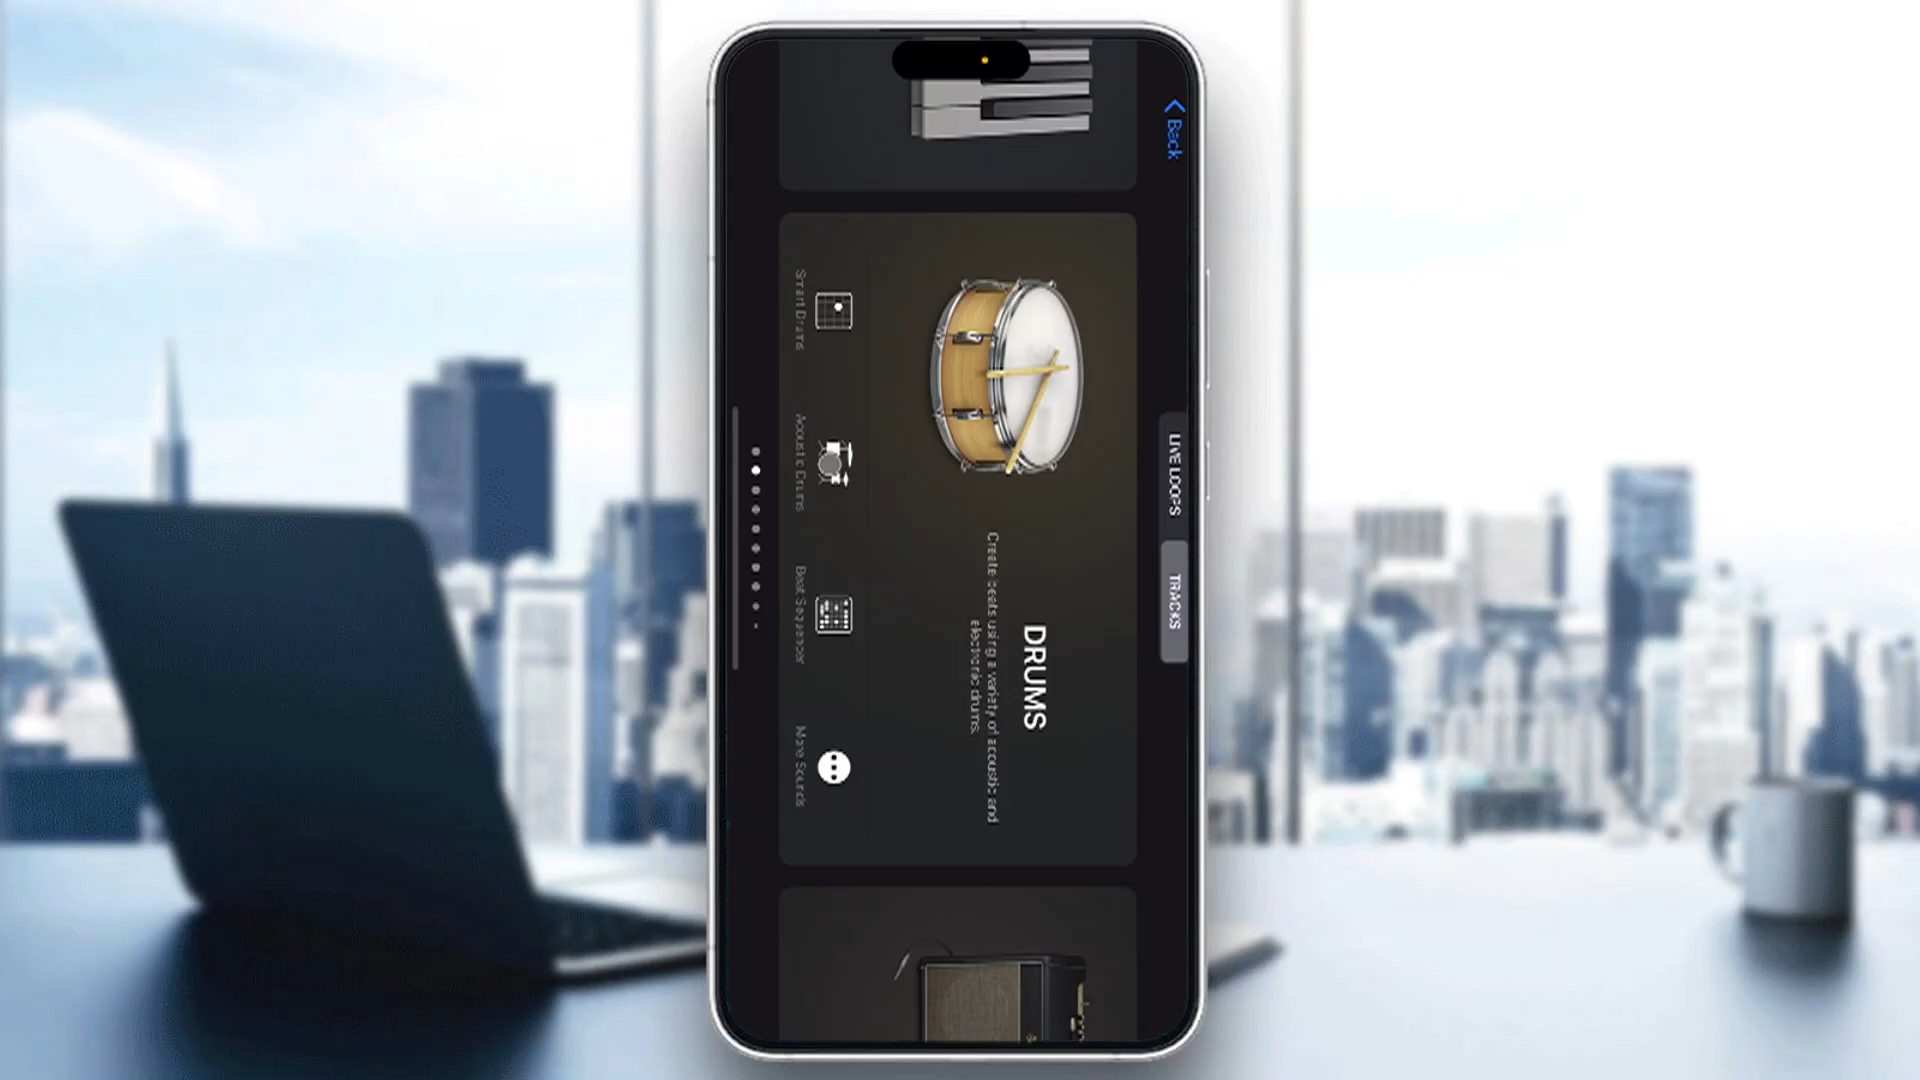 Back
LIVE LOOPS
TRACKS
DRUMS
Create beats using a variety of acoustic and
electronic drums.
Smart Drums
Acoustic Drums
Beat Sequencer
More Sounds